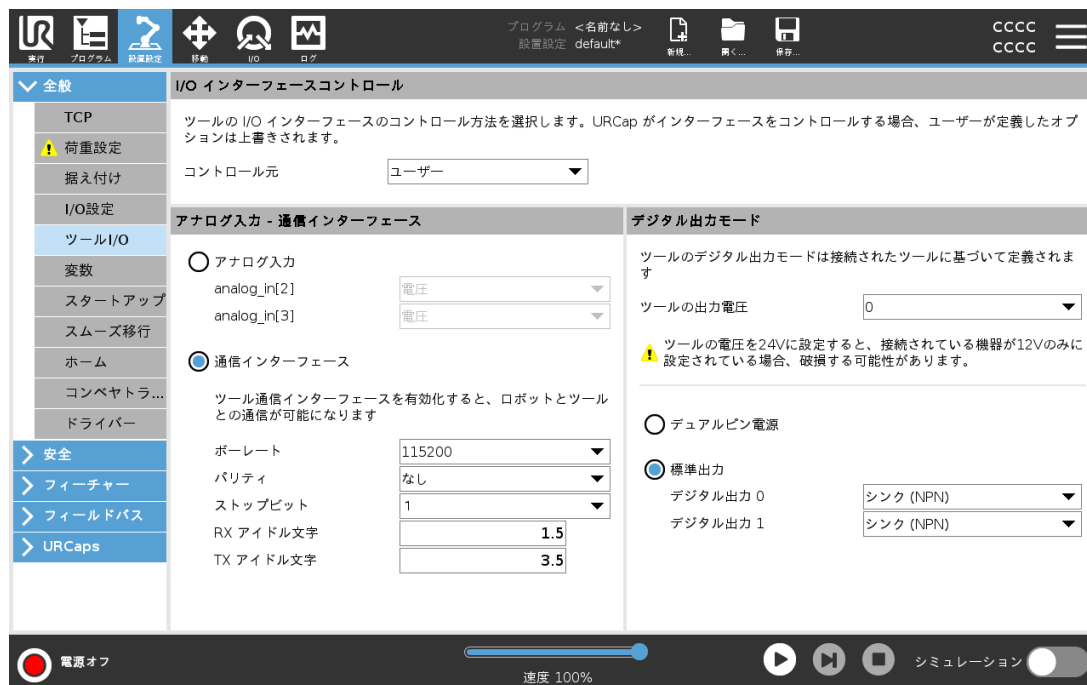 UR
実行
プログラム
設置設定
移動
I/O
ログ
プログラム <名前なし>
設置設定 default*
新規...
開く...
保存...
CCCC
CCCC
全般
TCP
荷重設定
据え付け
I/O設定
ツールI/O
変数
スタートアップ
スムーズ移行
ホーム
コンベヤトラ...
ドライバー
安全
フィーチャー
フィールドバス
URCaps
I/O インターフェースコントロール
ツールの I/O インターフェースのコントロール方法を選択します。URCap がインターフェースをコントロールする場合、ユーザーが定義したオプ
ションは上書きされます。
コントロール元 ユーザー
アナログ入力 - 通信インターフェース
アナログ入力
analog_in[2] 電圧
analog_in[3] 電圧
通信インターフェース
ツール通信インターフェースを有効化すると、ロボットとツール
との通信が可能になります
ボーレート 115200
パリティ なし
ストップビット 1
RX アイドル文字 1.5
TX アイドル文字 3.5
デジタル出力モード
ツールのデジタル出力モードは接続されたツールに基づいて定義されま
す
ツールの出力電圧 0
ツールの電圧を24Vに設定すると、接続されている機器が12Vのみに
設定されている場合、破損する可能性があります。
デュアルピン電源
標準出力
デジタル出力 0 シンク (NPN)
デジタル出力 1 シンク (NPN)
電源オフ
速度 100%
シミュレーション